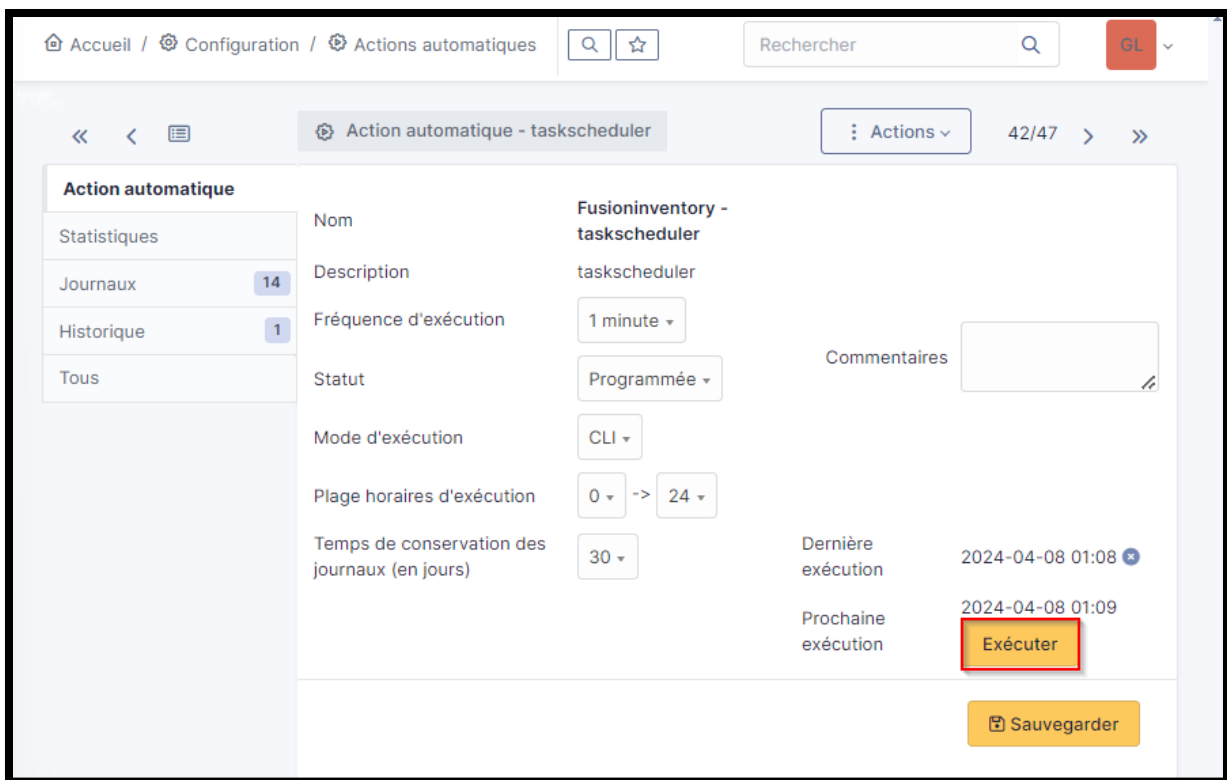 Accueil / Configuration / Actions automatiques
Rechercher
GL
Action automatique - taskscheduler
Actions
42/47
Action automatique
Statistiques
Journaux 14
Historique 1
Tous
Nom
Fusioninventory -
taskscheduler
Description
taskscheduler
Fréquence d'exécution
1 minute
Statut
Programmée
Mode d'exécution
CLI
Plage horaires d'exécution
0 -> 24
Temps de conservation des
journaux (en jours)
30
Commentaires
Dernière
exécution
2024-04-08 01:08
Prochaine
exécution
2024-04-08 01:09
Exécuter
Sauvegarder